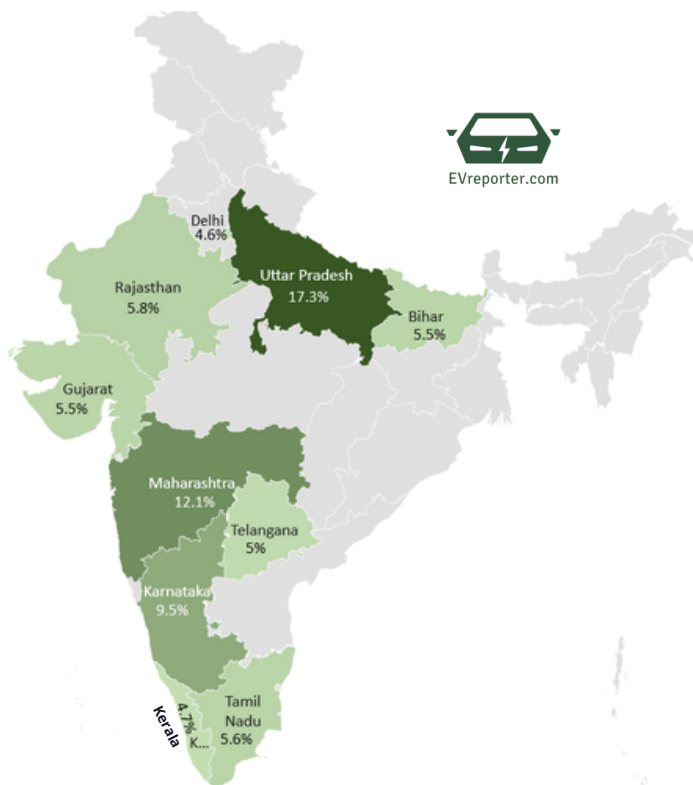 EVreporter.com
Delhi
4.6%
Uttar Pradesh
17.3%
Rajasthan
5.8%
Bihar
5.5%
Gujarat
5.5%
Maharashtra
12.1%
Telangana
5%
Karnataka
9.5%
Kerala
4.7%
K...
Tamil
Nadu
5.6%